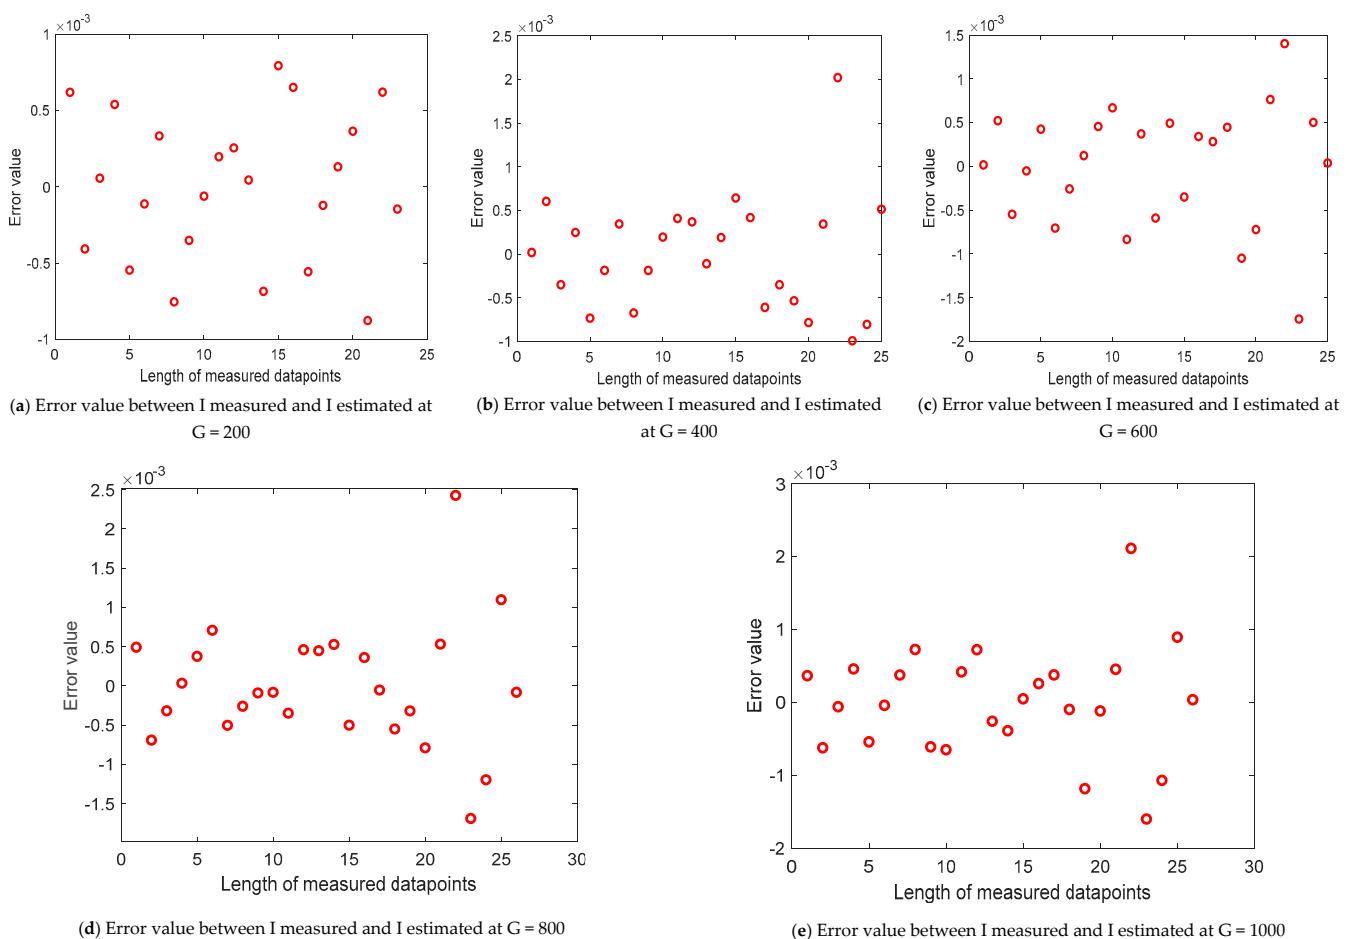 ×10-3
1
0.5
0
-0.5
-1
Error value
0 5 10 15 20 25
Length of measured datapoints
(a) Error value between I measured and I estimated at
G = 200
×10-3
2.5
2
1.5
1
0.5
0
-0.5
-1
Error value
0 5 10 15 20 25
Length of measured datapoints
(b) Error value between I measured and I estimated
at G = 400
×10-3
1.5
1
0.5
0
-0.5
-1
-1.5
-2
Error value
0 5 10 15 20 25
Length of measured datapoints
(c) Error value between I measured and I estimated at
G = 600
×10-3
2.5
2
1.5
1
0.5
0
-0.5
-1
-1.5
Error value
0 5 10 15 20 25 30
Length of measured datapoints
(d) Error value between I measured and I estimated at G = 800
×10-3
3
2
1
0
-1
-2
Error value
0 5 10 15 20 25 30
Length of measured datapoints
(e) Error value between I measured and I estimated at G = 1000